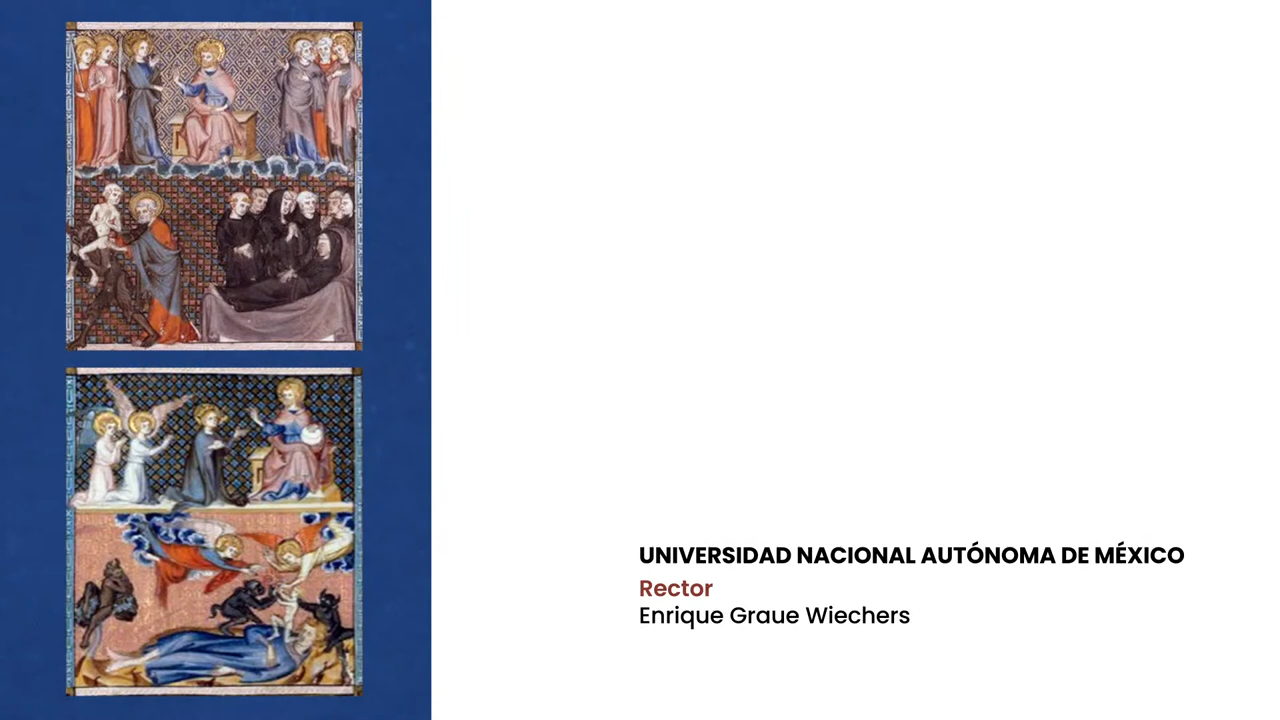 UNIVERSIDAD NACIONAL AUTÓNOMA DE MÉXICO
Rector
Enrique Graue Wiechers